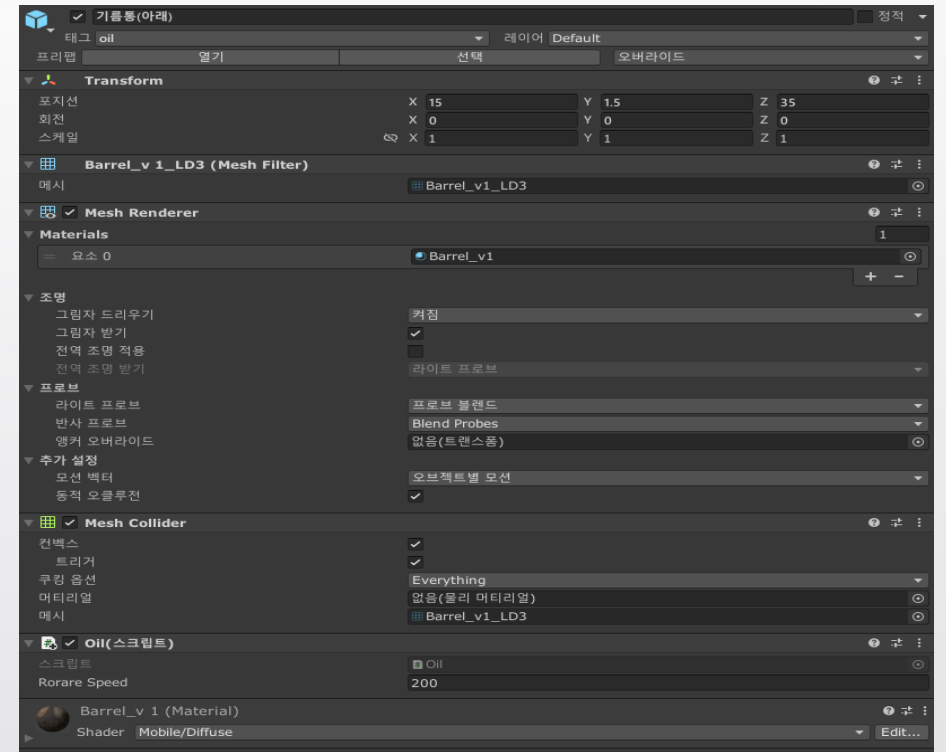 기름통(아래) 정적
태그 oil 레이어 Default
프리팹 열기 선택 오버라이드
Transform
포지션 X 15 Y 1.5 Z 35
회전 X 0 Y 0 Z 0
스케일 X 1 Y 1 Z 1
Barrel_v 1_LD3 (Mesh Filter)
메시 Barrel_v1_LD3
Mesh Renderer
Materials 1
요소 0 Barrel_v1
+ −
조명
그림자 드리우기 켜짐
그림자 받기
전역 조명 적용
전역 조명 받기 라이트 프로브
프로브
라이트 프로브 프로브 블렌드
반사 프로브 Blend Probes
앵커 오버라이드 없음(트랜스폼)
추가 설정
모션 벡터 오브젝트별 모션
동적 오클루전
Mesh Collider
컨벡스
트리거
쿠킹 옵션 Everything
머티리얼 없음(물리 머티리얼)
메시 Barrel_v1_LD3
Oil(스크립트)
스크립트 Oil
Rorare Speed 200
Barrel_v 1 (Material)
Shader Mobile/Diffuse Edit...